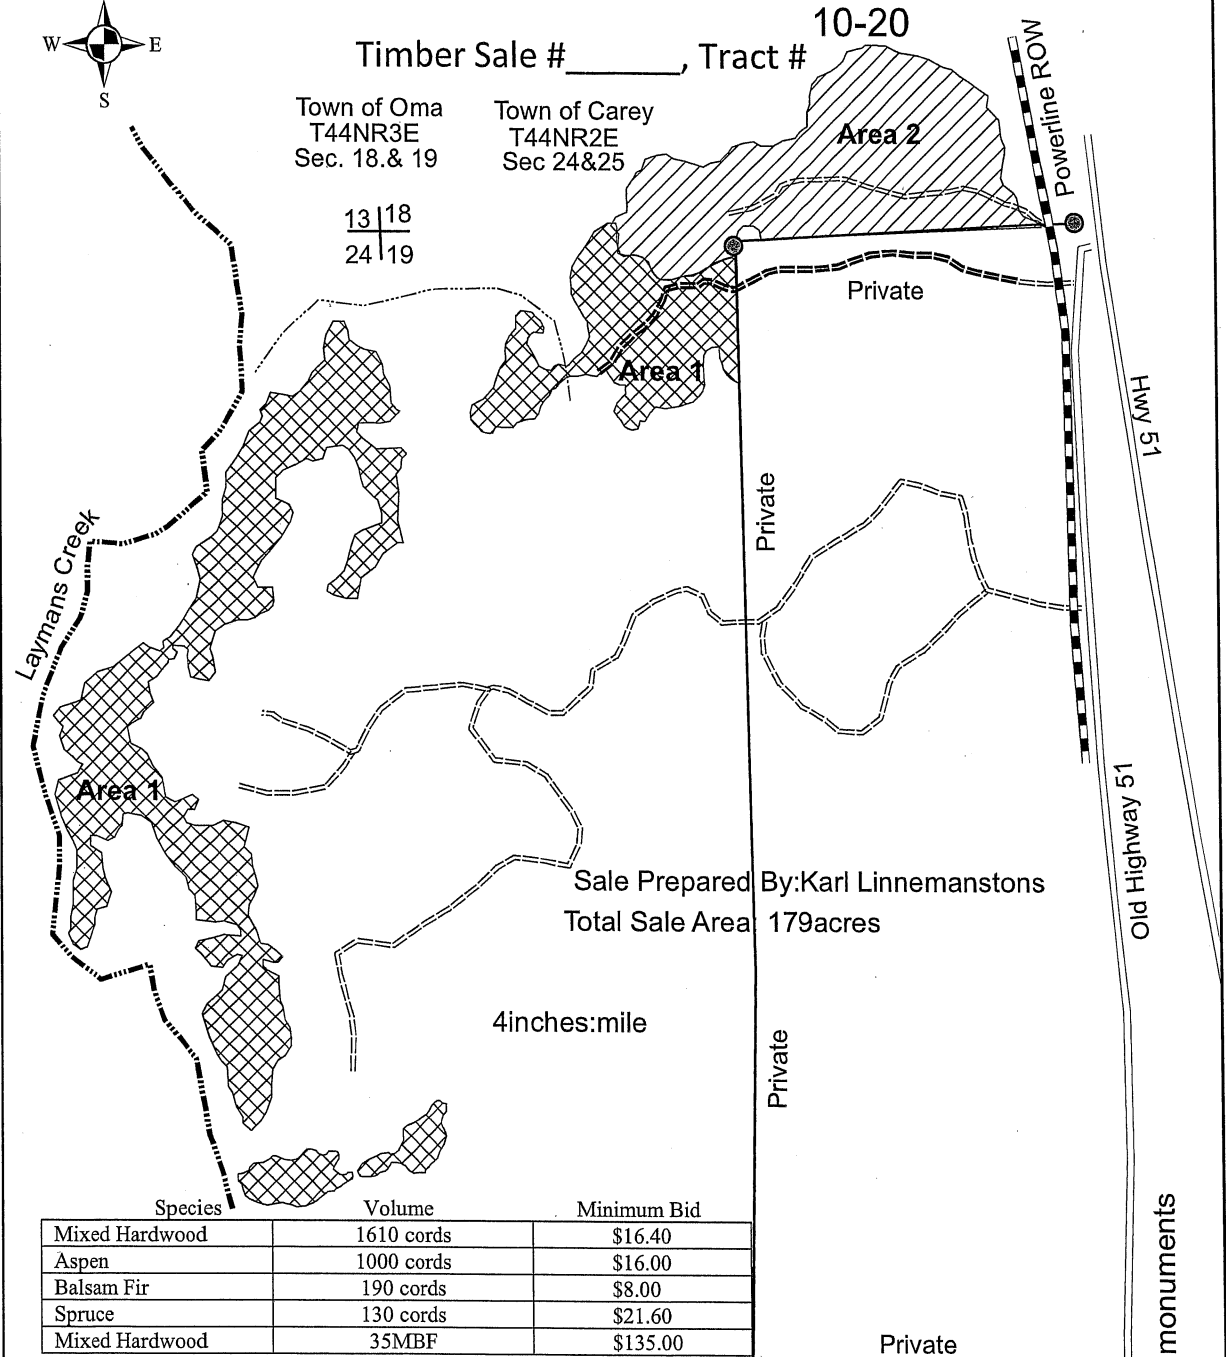 10-20
Timber Sale #______, Tract #
W E
S
Town of Oma
T44NR3E
Sec. 18.& 19
Town of Carey
T44NR2E
Sec 24&25
13 18
24 19
Area 2
Powerline ROW
Private
Area 1
Hwy 51
Private
Laymans Creek
Area 1
Old Highway 51
Sale Prepared By:Karl Linnemanstons
Total Sale Area: 179acres
4inches:mile
Private
Species Volume Minimum Bid
Mixed Hardwood 1610 cords $16.40
Aspen 1000 cords $16.00
Balsam Fir 190 cords $8.00
Spruce 130 cords $21.60
Mixed Hardwood 35MBF $135.00
Private
monuments